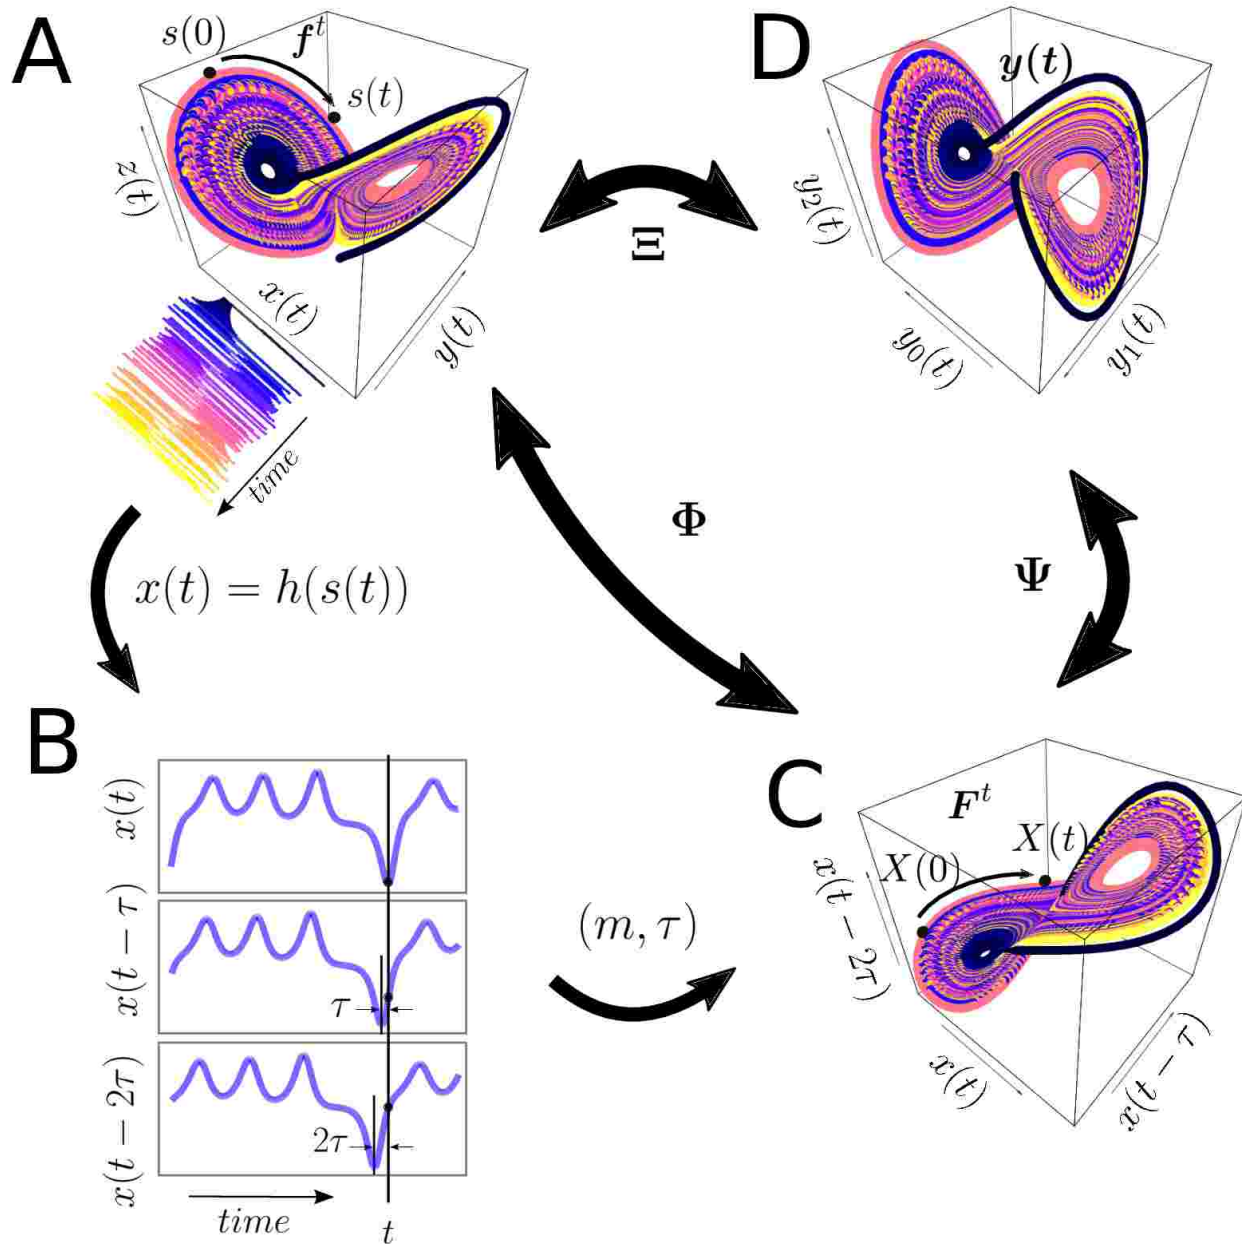 A
s(0)
f^t
s(t)
z(t)
x(t)
y(t)
time
D
y(t)
y_2(t)
y_0(t)
y_1(t)
Ξ
Φ
Ψ
x(t) = h(s(t))
B
x(t)
x(t − τ)
τ
x(t − 2τ)
2τ
time
t
(m, τ)
C
F^t
X(0)
X(t)
x(t − 2τ)
x(t)
x(t − τ)